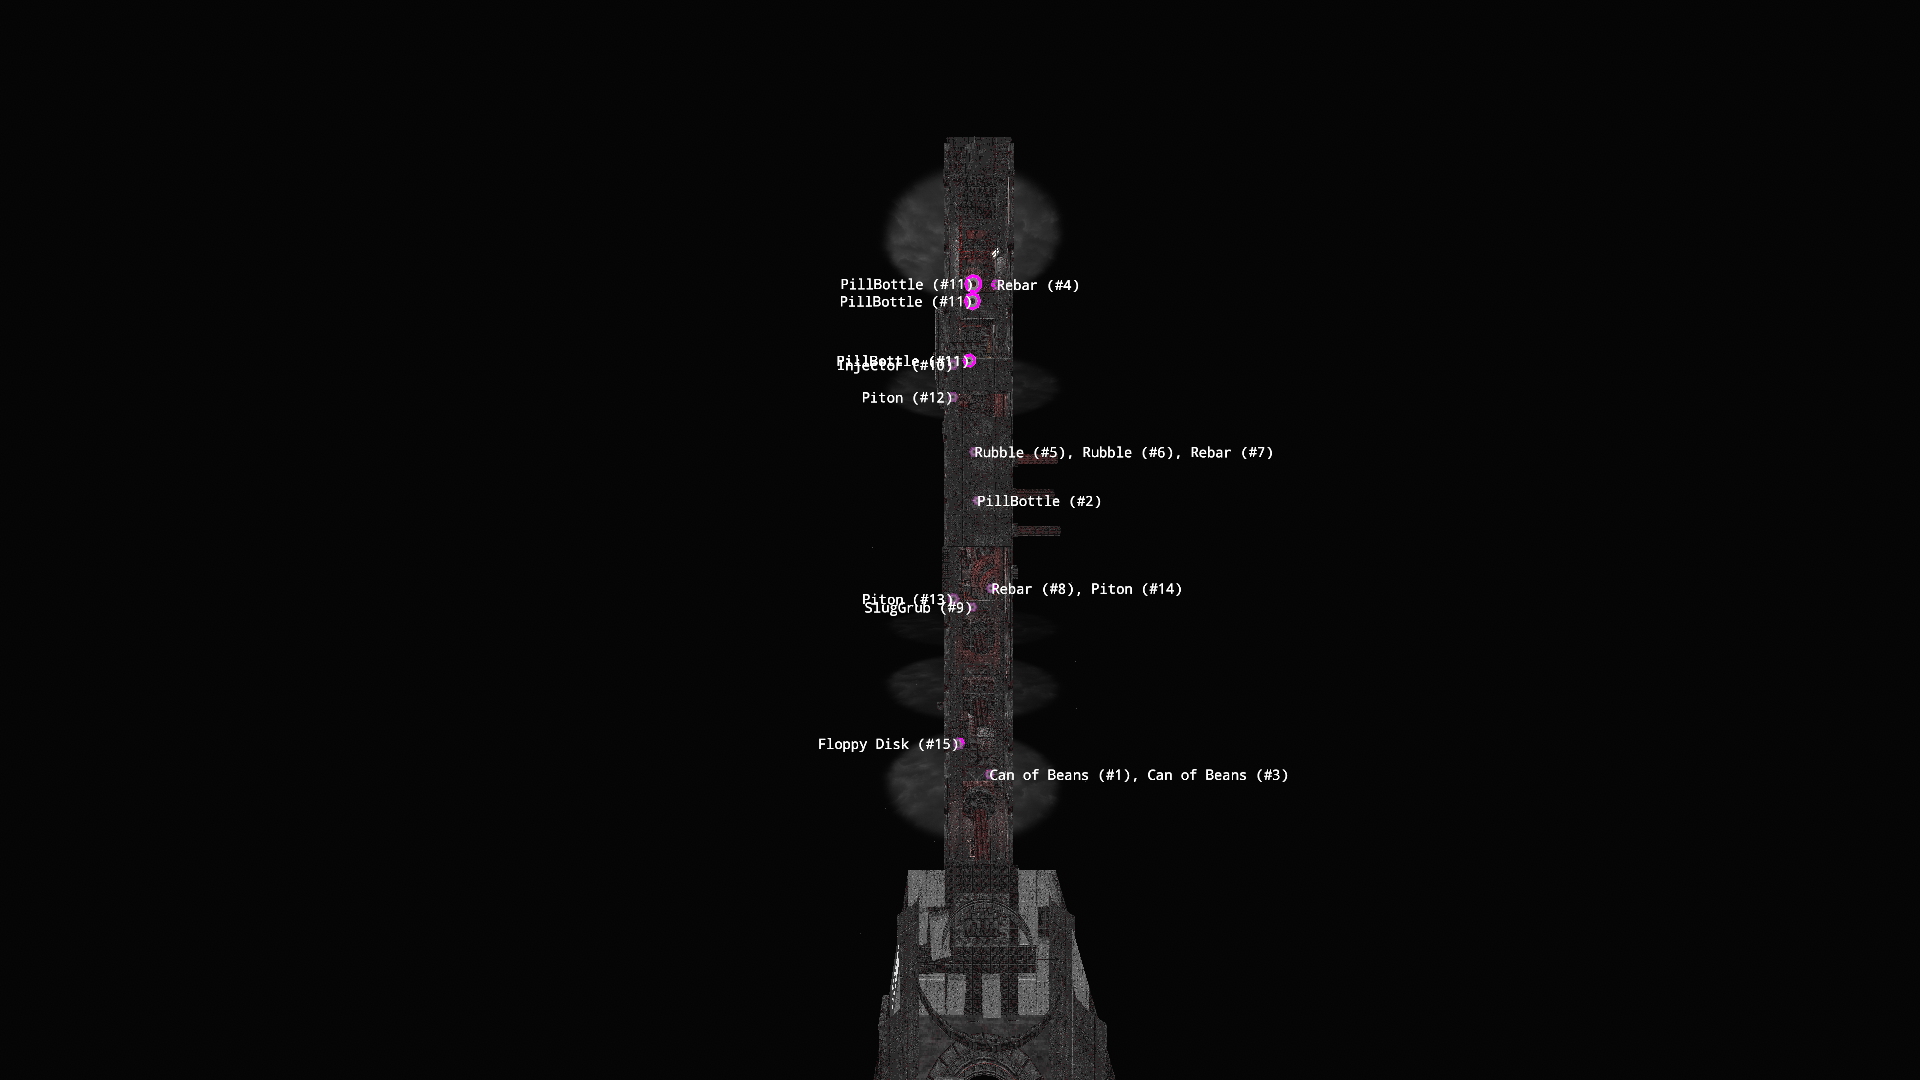 PillBottle (#11)
Rebar (#4)
PillBottle (#11)
PillBottle (#11)
Injector (#10)
Piton (#12)
Rubble (#5), Rubble (#6), Rebar (#7)
PillBottle (#2)
Rebar (#8), Piton (#14)
Piton (#13)
SlugGrub (#9)
Floppy Disk (#15)
Can of Beans (#1), Can of Beans (#3)